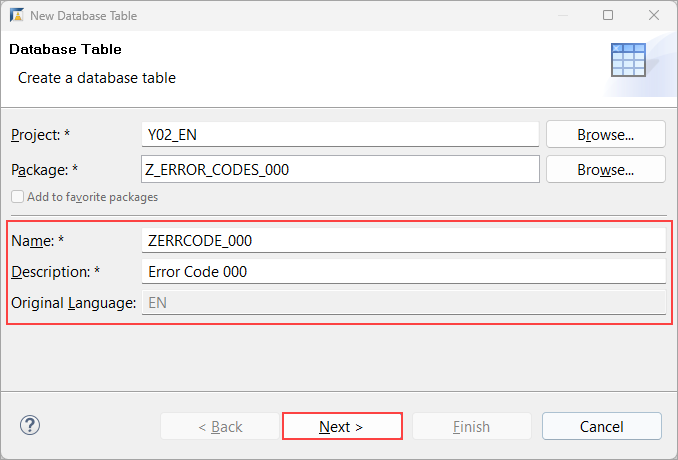 New Database Table
Database Table
Create a database table
Project: * Y02_EN Browse...
Package: * Z_ERROR_CODES_000 Browse...
Add to favorite packages
Name: * ZERRCODE_000
Description: * Error Code 000
Original Language: EN
? < Back Next > Finish Cancel